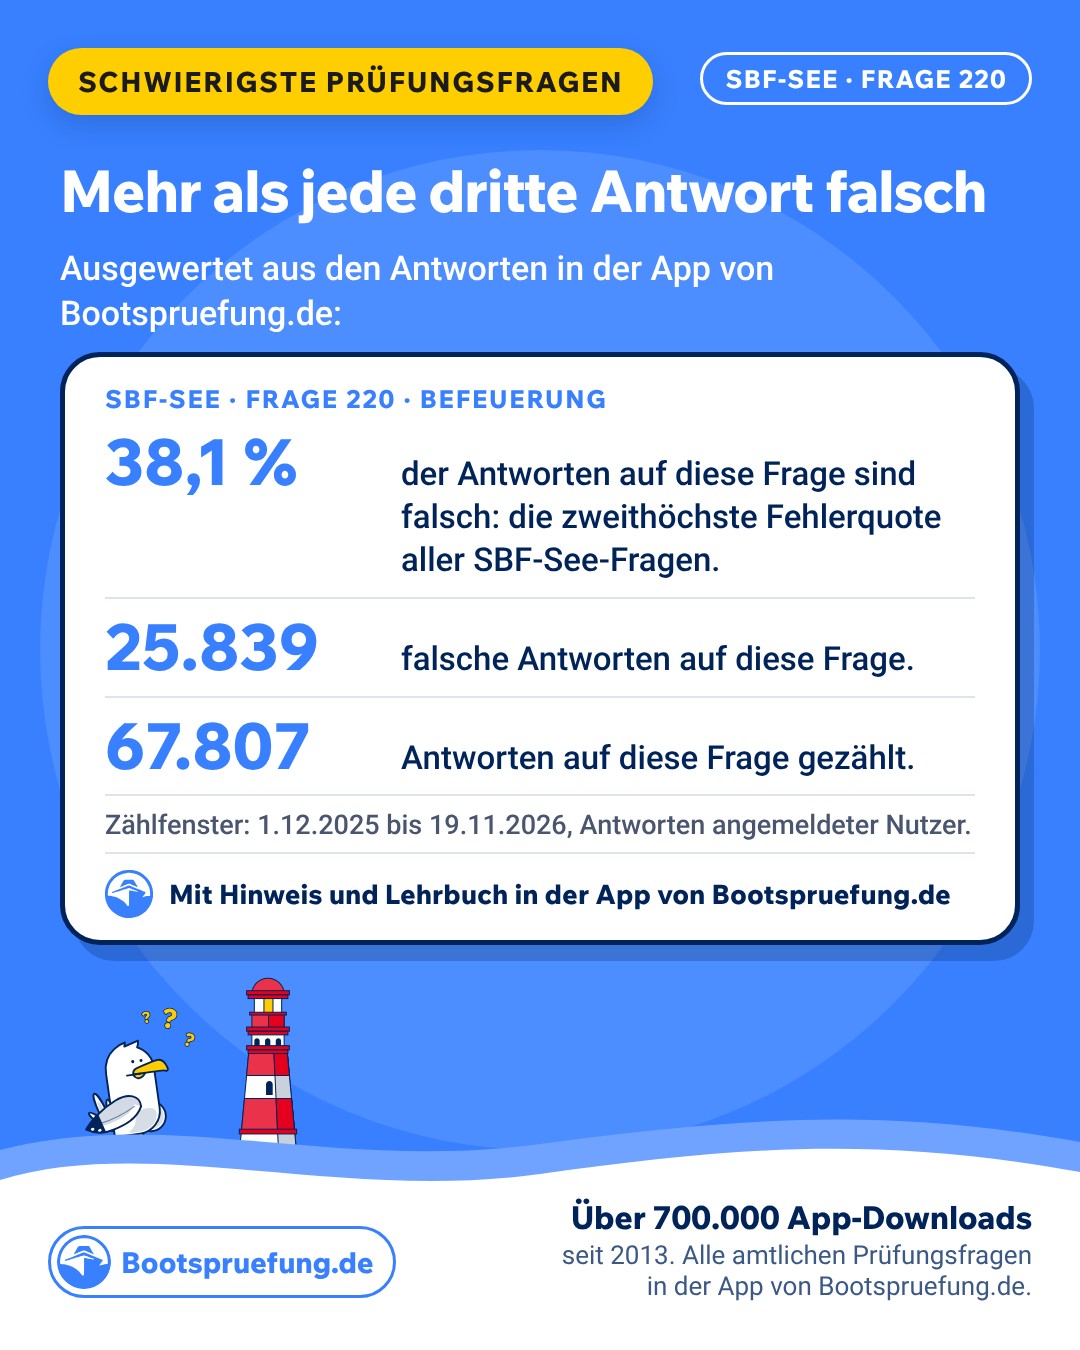 SCHWIERIGSTE PRÜFUNGSFRAGEN
SBF-SEE · FRAGE 220
Mehr als jede dritte Antwort falsch
Ausgewertet aus den Antworten in der App von
Bootspruefung.de:
SBF-SEE · FRAGE 220 · BEFEUERUNG
38,1 %
der Antworten auf diese Frage sind
falsch: die zweithöchste Fehlerquote
aller SBF-See-Fragen.
25.839
falsche Antworten auf diese Frage.
67.807
Antworten auf diese Frage gezählt.
Zählfenster: 1.12.2025 bis 19.11.2026, Antworten angemeldeter Nutzer.
Mit Hinweis und Lehrbuch in der App von Bootspruefung.de
? ? ?
Bootspruefung.de
Über 700.000 App-Downloads
seit 2013. Alle amtlichen Prüfungsfragen
in der App von Bootspruefung.de.